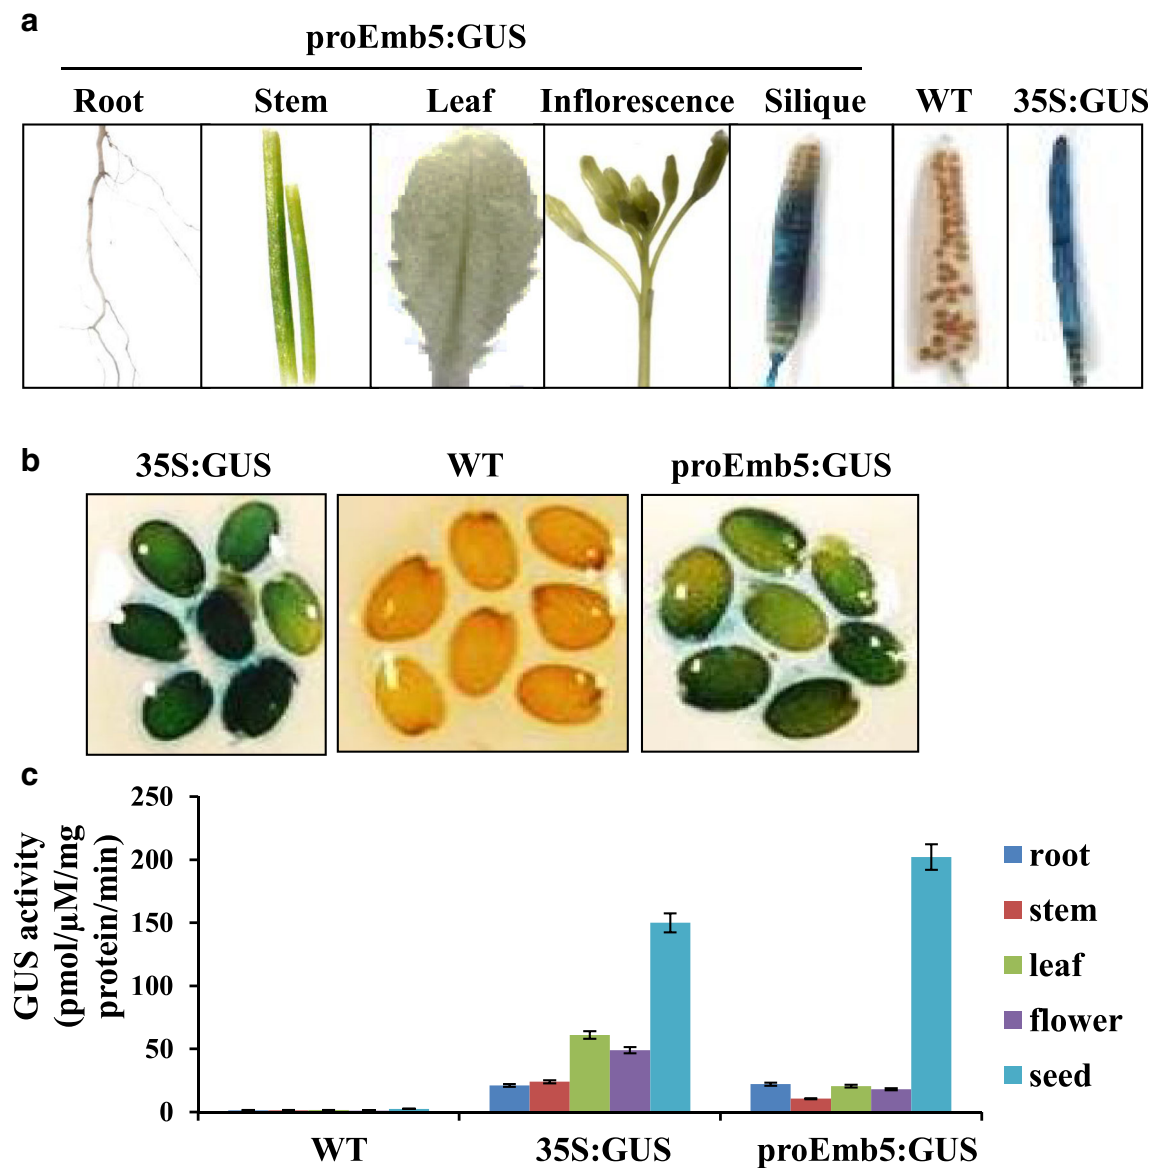 a
proEmb5:GUS
Root Stem Leaf Inflorescence Silique WT 35S:GUS
b
35S:GUS WT proEmb5:GUS
c
GUS activity
(pmol/μM/mg
protein/min)
250
200
150
100
50
0
WT 35S:GUS proEmb5:GUS
root
stem
leaf
flower
seed